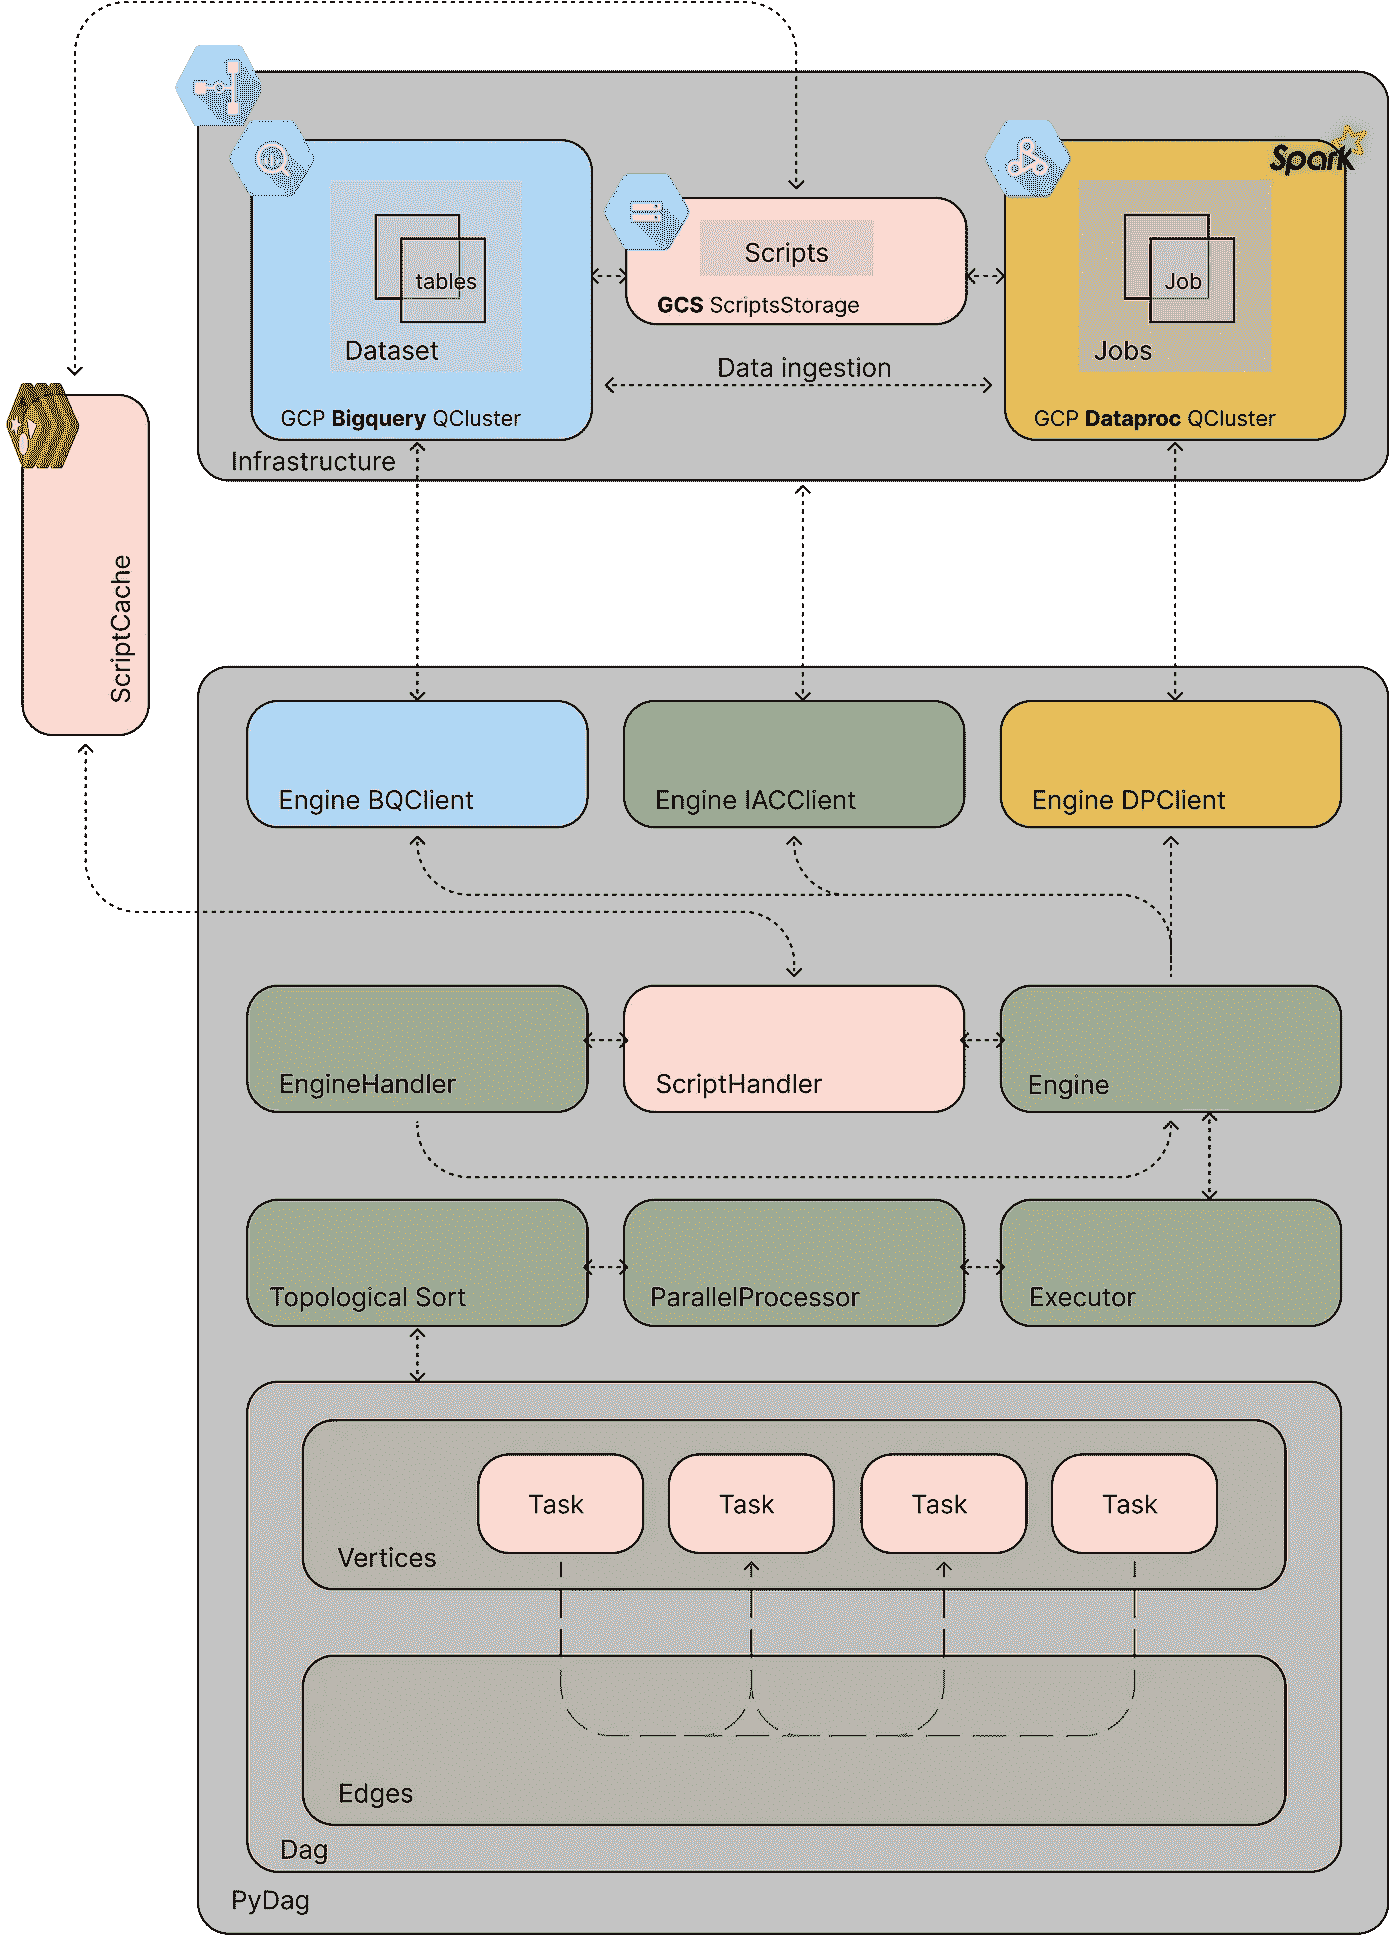 Spark
tables
Dataset
GCP Bigquery QCluster
Scripts
GCS ScriptsStorage
Data ingestion
Job
Jobs
GCP Dataproc QCluster
Infrastructure
ScriptCache
Engine BQClient
Engine IACClient
Engine DPClient
EngineHandler
ScriptHandler
Engine
Topological Sort
ParallelProcessor
Executor
Task
Task
Task
Task
Vertices
Edges
Dag
PyDag